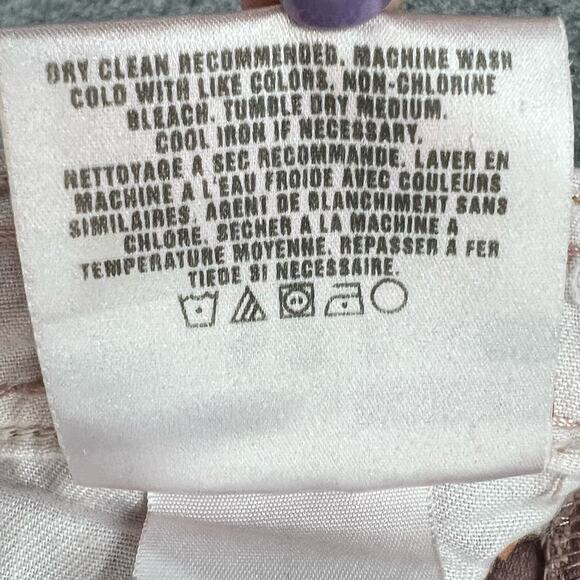 DRY CLEAN RECOMMENDED. MACHINE WASH
COLD WITH LIKE COLORS. NON-CHLORINE
BLEACH. TUMBLE DRY MEDIUM.
COOL IRON IF NECESSARY.
NETTOYAGE A SEC RECOMMANDE. LAVER EN
MACHINE A L'EAU FROIDE AVEC COULEURS
SIMILAIRES. AGENT DE BLANCHIMENT SANS
CHLORE. SECHER A LA MACHINE A
TEMPERATURE MOYENNE. REPASSER A FER
TIEDE SI NECESSAIRE.